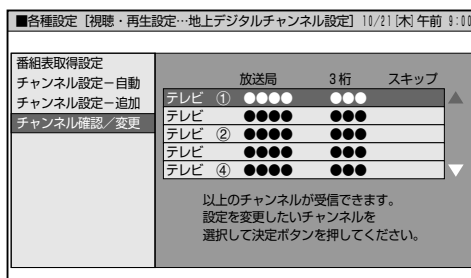 ■各種設定［視聴・再生設定…地上デジタルチャンネル設定］10/21[木]午前 9:00
番組表取得設定
チャンネル設定－自動
チャンネル設定－追加
チャンネル確認／変更
放送局 3桁 スキップ
テレビ ① ●●●● ●●●
テレビ ●●●● ●●●
テレビ ② ●●●● ●●●
テレビ ●●●● ●●●
テレビ ④ ●●●● ●●●
以上のチャンネルが受信できます。
設定を変更したいチャンネルを
選択して決定ボタンを押してください。